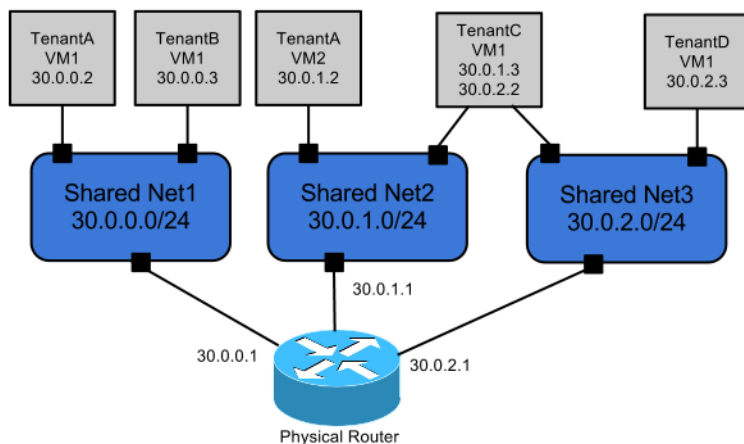 TenantA
VM1
30.0.0.2
TenantB
VM1
30.0.0.3
TenantA
VM2
30.0.1.2
TenantC
VM1
30.0.1.3
30.0.2.2
TenantD
VM1
30.0.2.3
Shared Net1
30.0.0.0/24
Shared Net2
30.0.1.0/24
Shared Net3
30.0.2.0/24
30.0.1.1
30.0.0.1
30.0.2.1
Physical Router